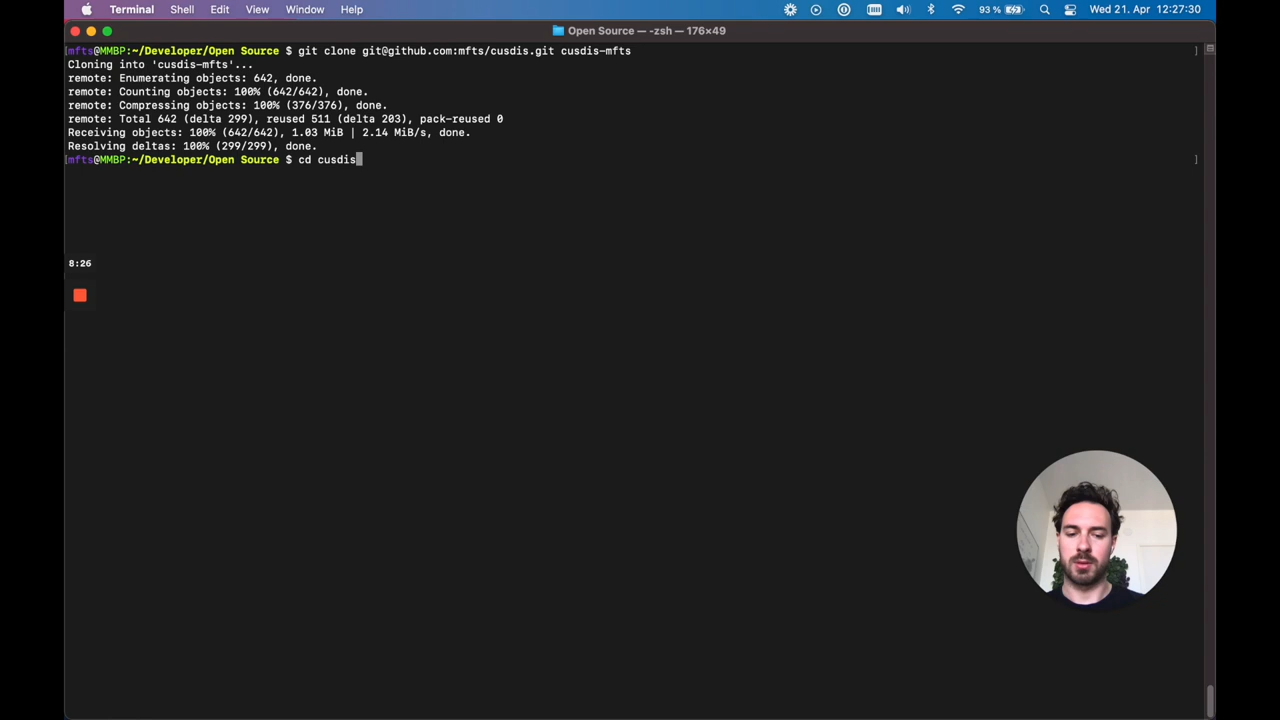 Terminal Shell Edit View Window Help 93 % Wed 21. Apr 12:27:30
Open Source — -zsh — 176×49
[mfts@MMBP:~/Developer/Open Source $ git clone git@github.com:mfts/cusdis.git cusdis-mfts ]
Cloning into 'cusdis-mfts'...
remote: Enumerating objects: 642, done.
remote: Counting objects: 100% (642/642), done.
remote: Compressing objects: 100% (376/376), done.
remote: Total 642 (delta 299), reused 511 (delta 203), pack-reused 0
Receiving objects: 100% (642/642), 1.03 MiB | 2.14 MiB/s, done.
Resolving deltas: 100% (299/299), done.
[mfts@MMBP:~/Developer/Open Source $ cd cusdis ]
8:26